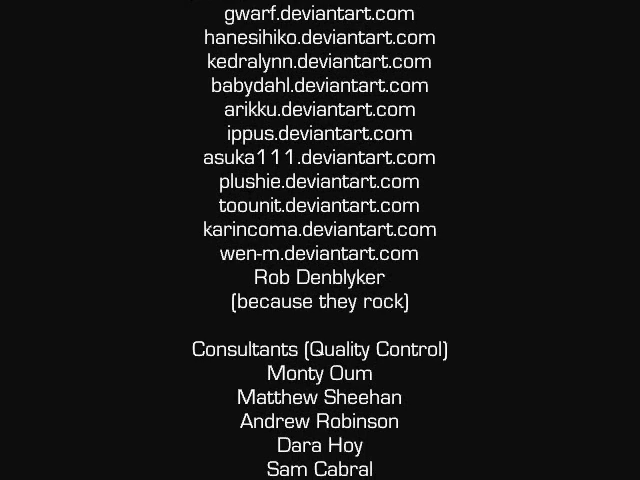 gwarf.deviantart.com
hanesihiko.deviantart.com
kedralynn.deviantart.com
babydahl.deviantart.com
arikku.deviantart.com
ippus.deviantart.com
asuka111.deviantart.com
plushie.deviantart.com
toounit.deviantart.com
karincoma.deviantart.com
wen-m.deviantart.com
Rob Denblyker
(because they rock)
Consultants (Quality Control)
Monty Oum
Matthew Sheehan
Andrew Robinson
Dara Hoy
Sam Cabral